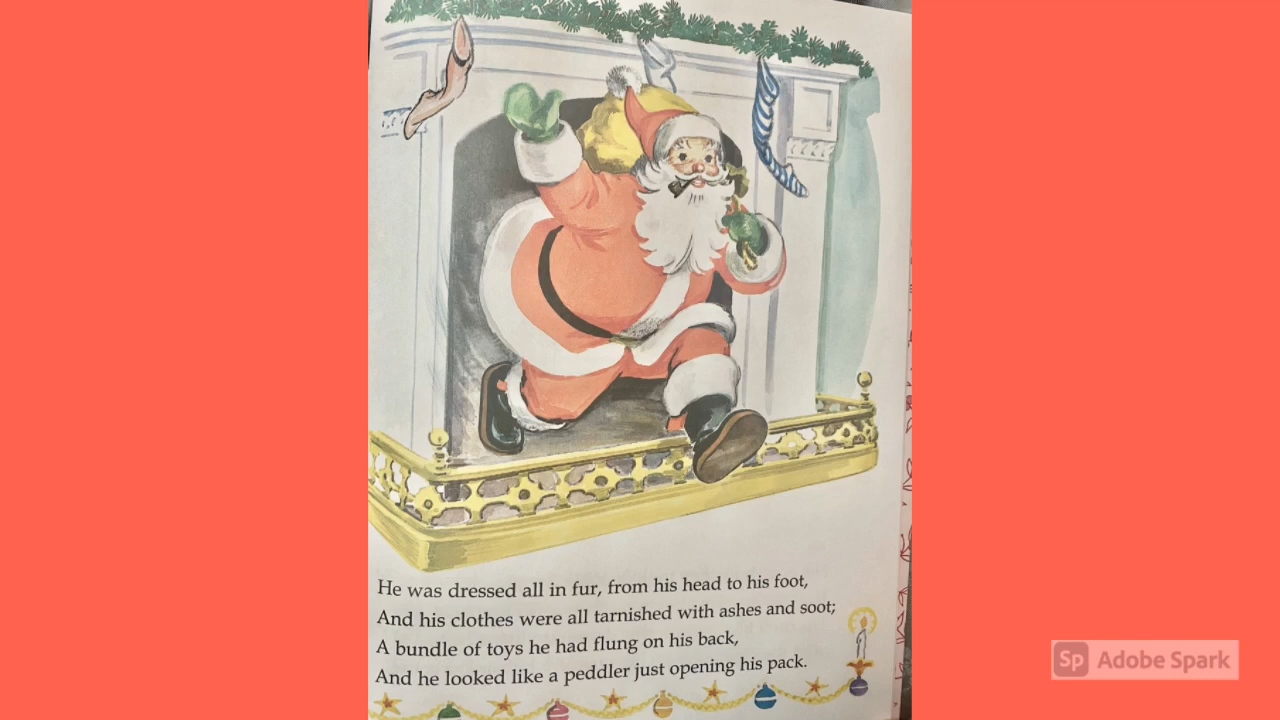 He was dressed all in fur, from his head to his foot,
And his clothes were all tarnished with ashes and soot;
A bundle of toys he had flung on his back,
And he looked like a peddler just opening his pack.
Sp Adobe Spark